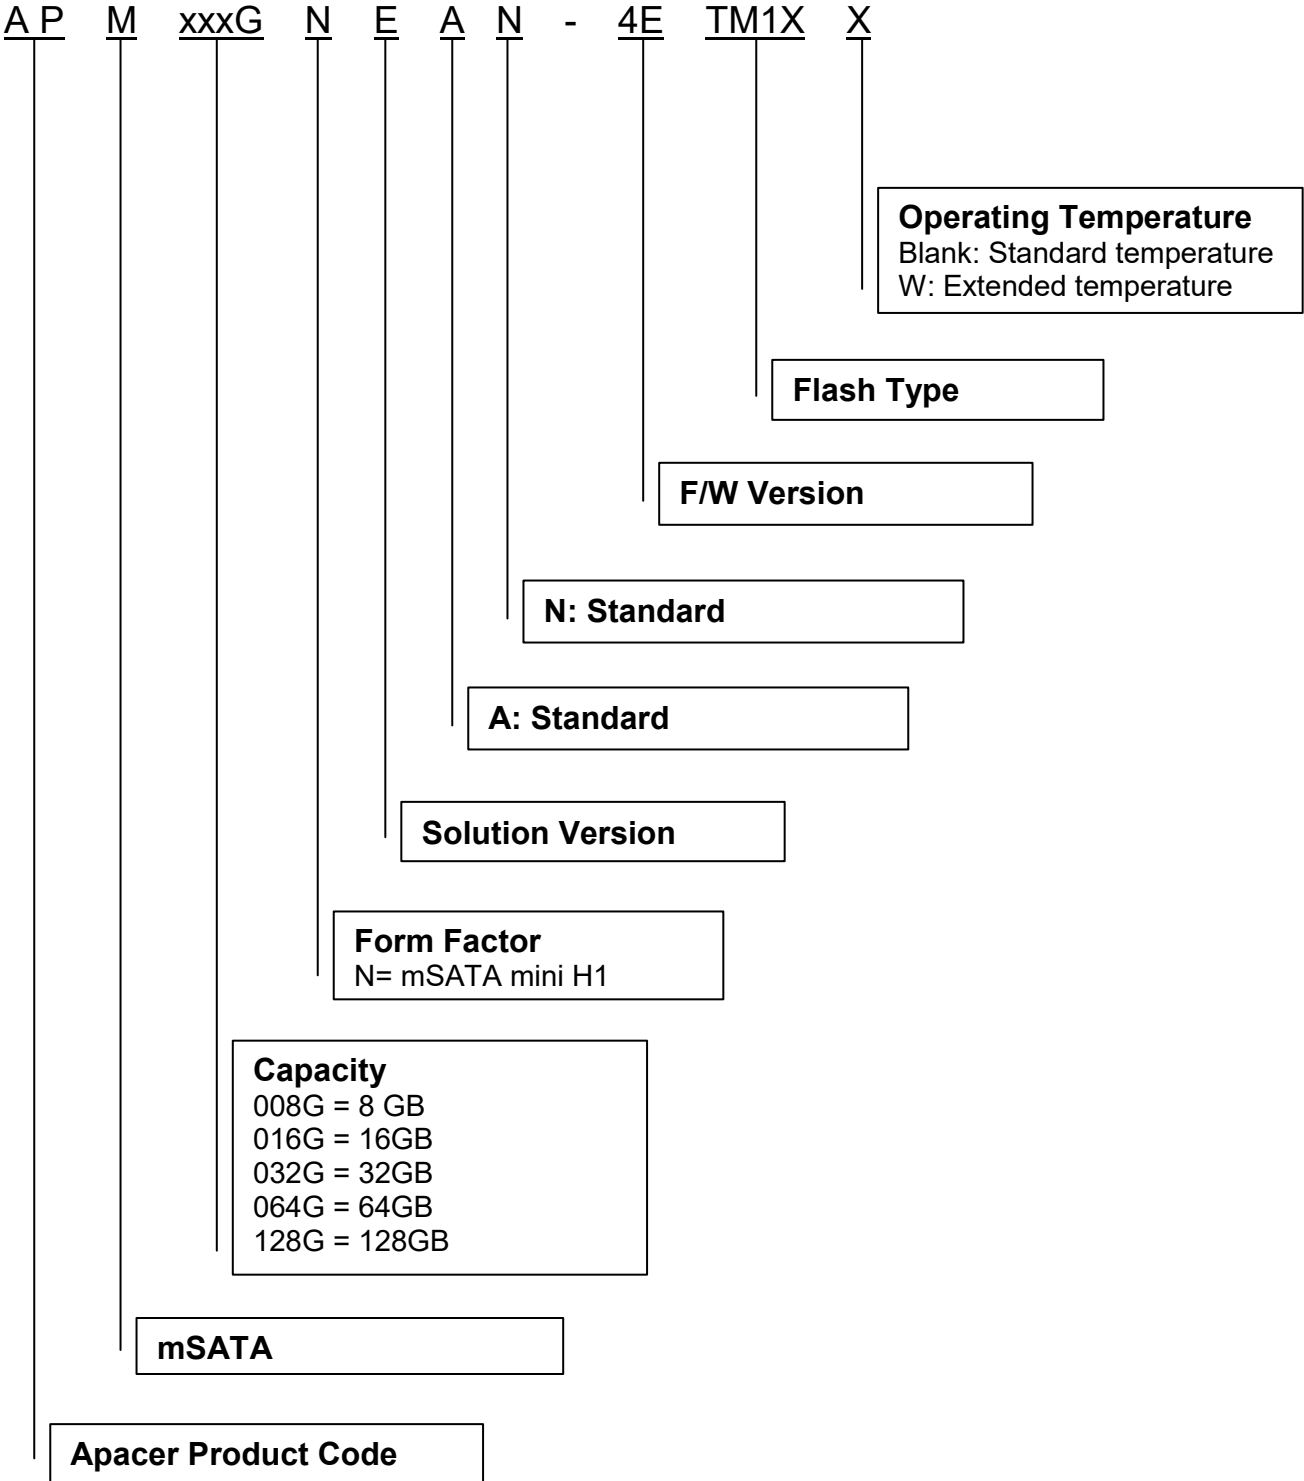 A P M xxxG N E A N - 4E TM1X X
Operating Temperature
Blank: Standard temperature
W: Extended temperature
Flash Type
F/W Version
N: Standard
A: Standard
Solution Version
Form Factor
N= mSATA mini H1
Capacity
008G = 8 GB
016G = 16GB
032G = 32GB
064G = 64GB
128G = 128GB
mSATA
Apacer Product Code